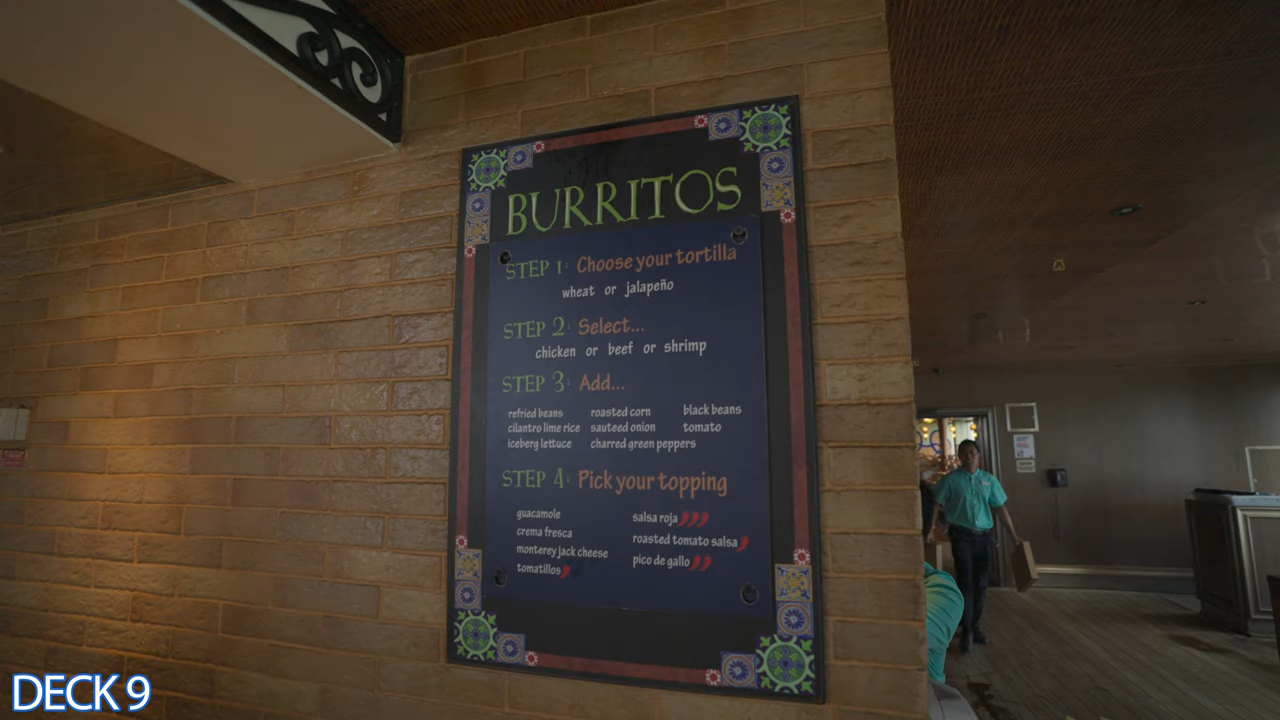 BURRITOS
STEP 1: Choose your tortilla
wheat or jalapeño
STEP 2: Select...
chicken or beef or shrimp
STEP 3: Add...
refried beans roasted corn black beans
cilantro lime rice sauteed onion tomato
iceberg lettuce charred green peppers
STEP 4: Pick your topping
guacamole salsa roja
crema fresca roasted tomato salsa
monterey jack cheese pico de gallo
tomatillos
DECK 9